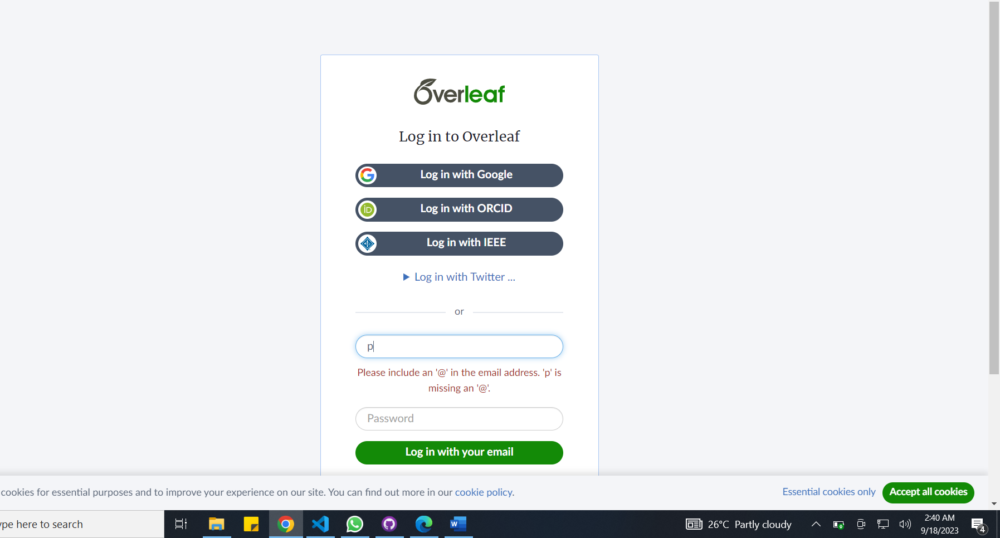 Overleaf
Log in to Overleaf
Log in with Google
iD
Log in with ORCID
Log in with IEEE
Log in with Twitter ...
or
p
Please include an '@' in the email address. 'p' is
missing an '@'.
Password
Log in with your email
cookies for essential purposes and to improve your experience on our site. You can find out more in our cookie policy.
Essential cookies only
Accept all cookies
ype here to search
26°C Partly cloudy
2:40 AM
9/18/2023
4